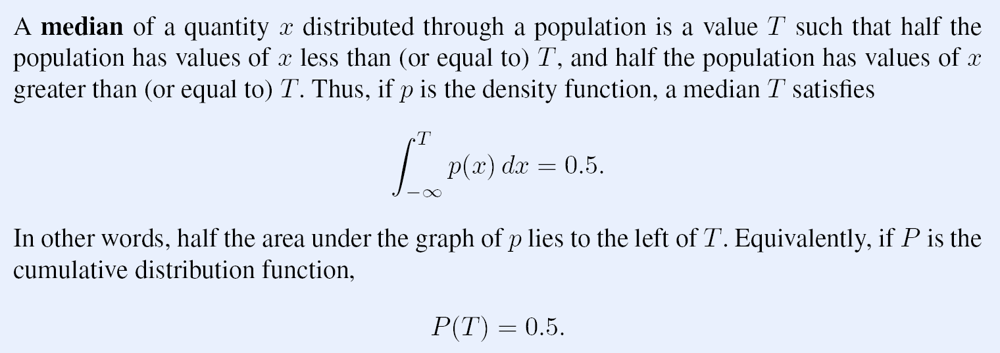 A median of a quantity x distributed through a population is a value T such that half the
population has values of x less than (or equal to) T, and half the population has values of x
greater than (or equal to) T. Thus, if p is the density function, a median T satisfies
∫_{−∞}^{T} p(x) dx = 0.5.
In other words, half the area under the graph of p lies to the left of T. Equivalently, if P is the
cumulative distribution function,
P(T) = 0.5.